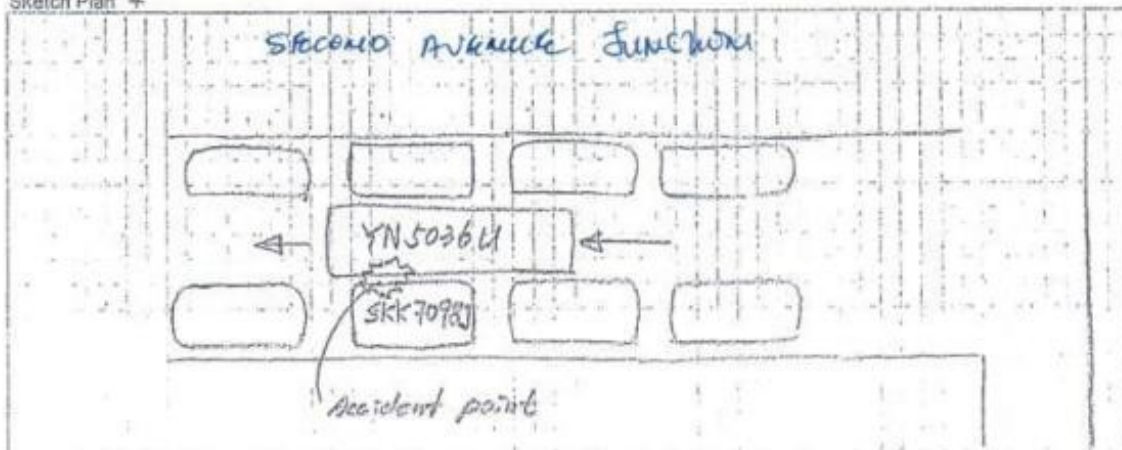 Sketch Plan +
SECOND AVENUE JUNCTION
YN5036U
SKK7098J
Accident point